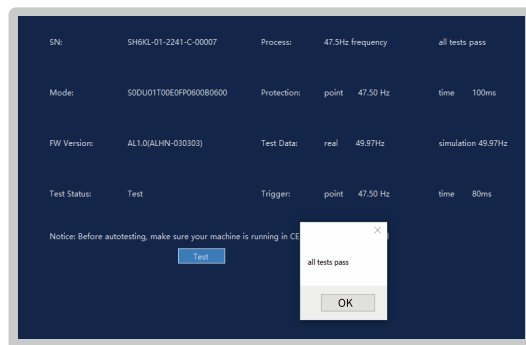 SN: SH6KL-01-2241-C-00007 Process: 47.5Hz frequency all tests pass
Mode: S0DU01T00E0FP0600B0600 Protection: point 47.50 Hz time 100ms
FW Version: AL1.0(ALHN-030303) Test Data: real 49.97Hz simulation 49.97Hz
Test Status: Test Trigger: point 47.50 Hz time 80ms
Notice: Before autotesting, make sure your machine is running in CE
Test
all tests pass
OK